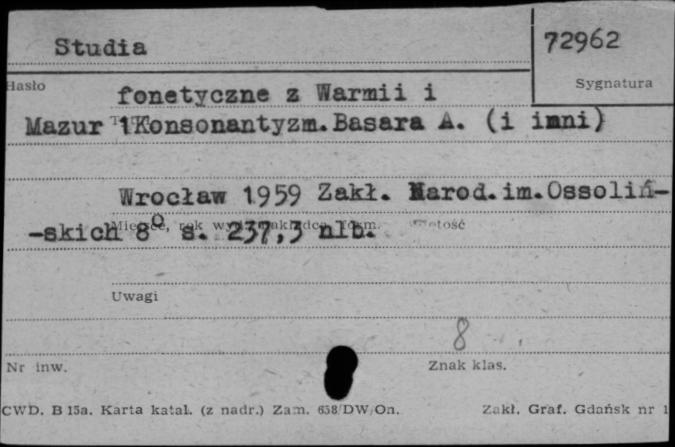 Studia
72962
Hasło
Sygnatura
fonetyczne z Warmii i
Mazur 1 Konsonantyzm. Basara A. (i inni)
Wrocław 1959 Zakł. Narod. im. Ossoliń-
-skich 8° s. 237,3 nlb.
Miejsce, rok
Uwagi
8
Nr inw.
Znak klas.
CWD. B 15a. Karta katal. (z nadr.) Zam. 658/DW/On.
Zakł. Graf. Gdańsk nr 1